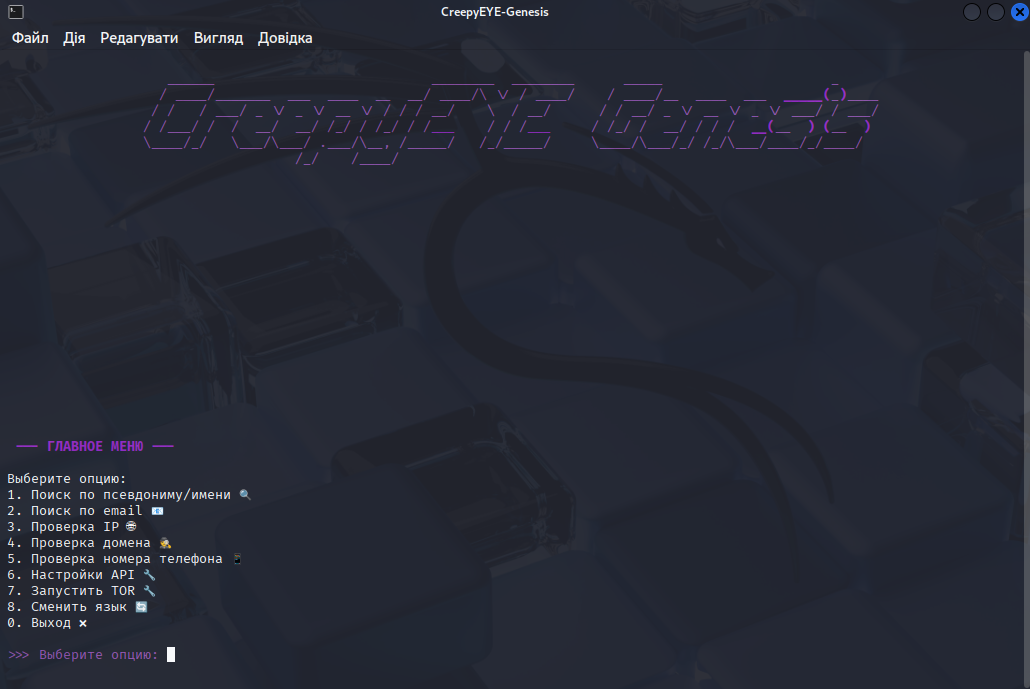 CreepyEYE-Genesis
Файл Дія Редагувати Вигляд Довідка
CreepyEYE Genesis
── ГЛАВНОЕ МЕНЮ ──
Выберите опцию:
1. Поиск по псевдониму/имени 🔍
2. Поиск по email 📧
3. Проверка IP 🌐
4. Проверка домена 🕵️
5. Проверка номера телефона 📱
6. Настройки API 🔧
7. Запустить TOR 🔧
8. Сменить язык 🔄
0. Выход ❌
>>> Выберите опцию: